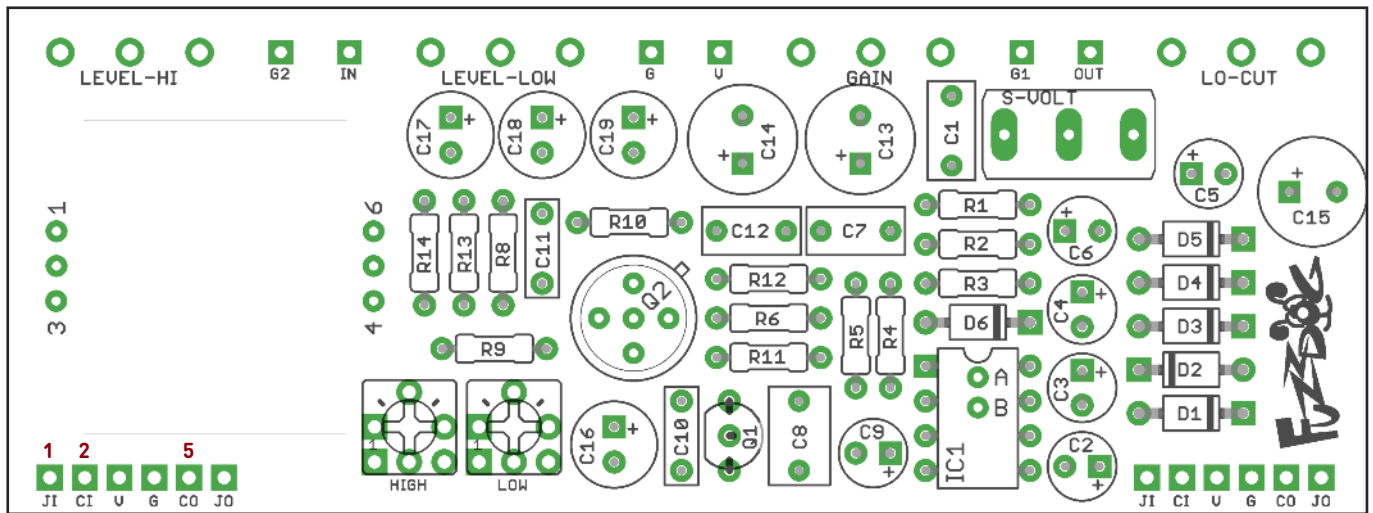 LEVEL-HI G2 IN LEVEL-LOW G V GAIN G1 OUT LO-CUT
S-VOLT
C17 + C18 + C19 + C14 + C13 + C1 C5 + C15 +
1 6 R14 R13 R8 C11 R10 C12 C7 R1 C6 + D5
Q2 R12 R2 D4
3 4 R6 R5 R4 R3 C4 + D3
R9 R11 D6 D2
A C3 + D1
B
FUZZDOG
1 1 C16 + C10 Q1 C8 C9 + IC1 C2 +
HIGH LOW
1 2 5
JI CI V G CO JO JI CI V G CO JO